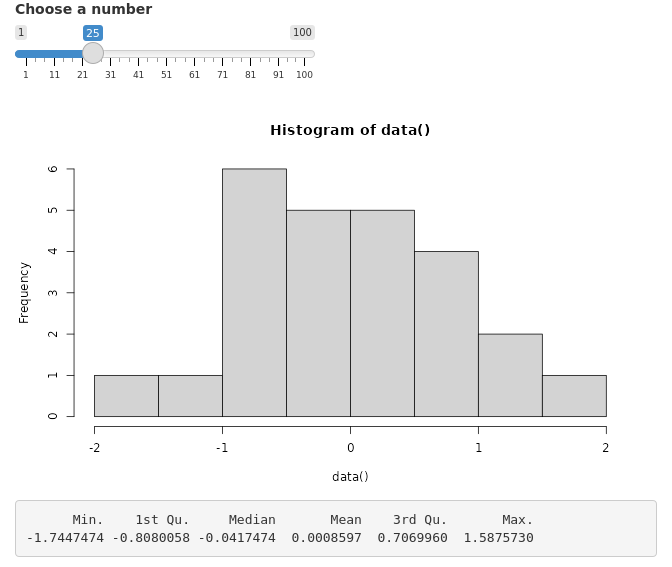 Choose a number
1 25 100
1 11 21 31 41 51 61 71 81 91 100
Histogram of data()
Frequency
6
5
4
3
2
1
0
-2 -1 0 1 2
data()
Min. 1st Qu. Median Mean 3rd Qu. Max.
-1.7447474 -0.8080058 -0.0417474 0.0008597 0.7069960 1.5875730